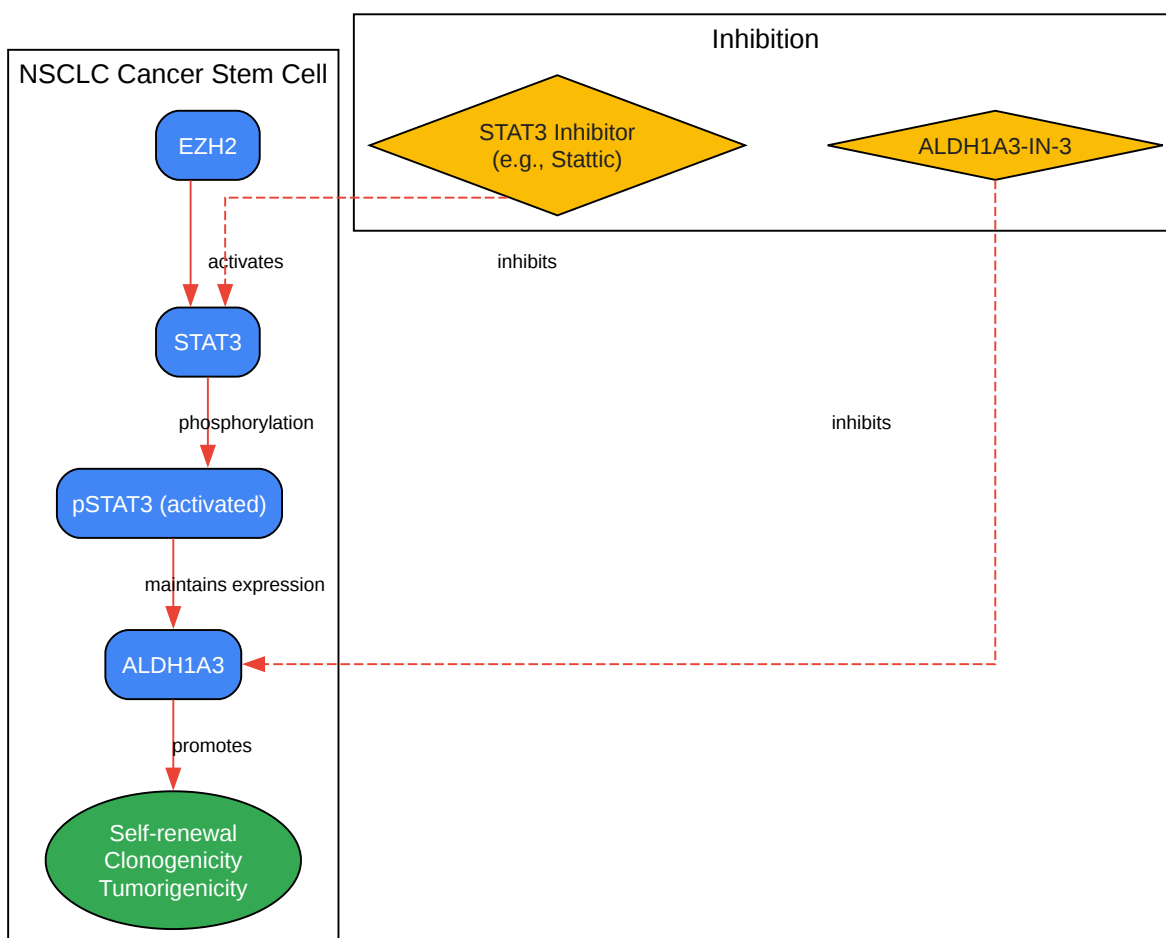 Inhibition
NSCLC Cancer Stem Cell
EZH2
STAT3 Inhibitor
(e.g., Stattic)
ALDH1A3-IN-3
activates
inhibits
STAT3
phosphorylation
inhibits
pSTAT3 (activated)
maintains expression
ALDH1A3
promotes
Self-renewal
Clonogenicity
Tumorigenicity